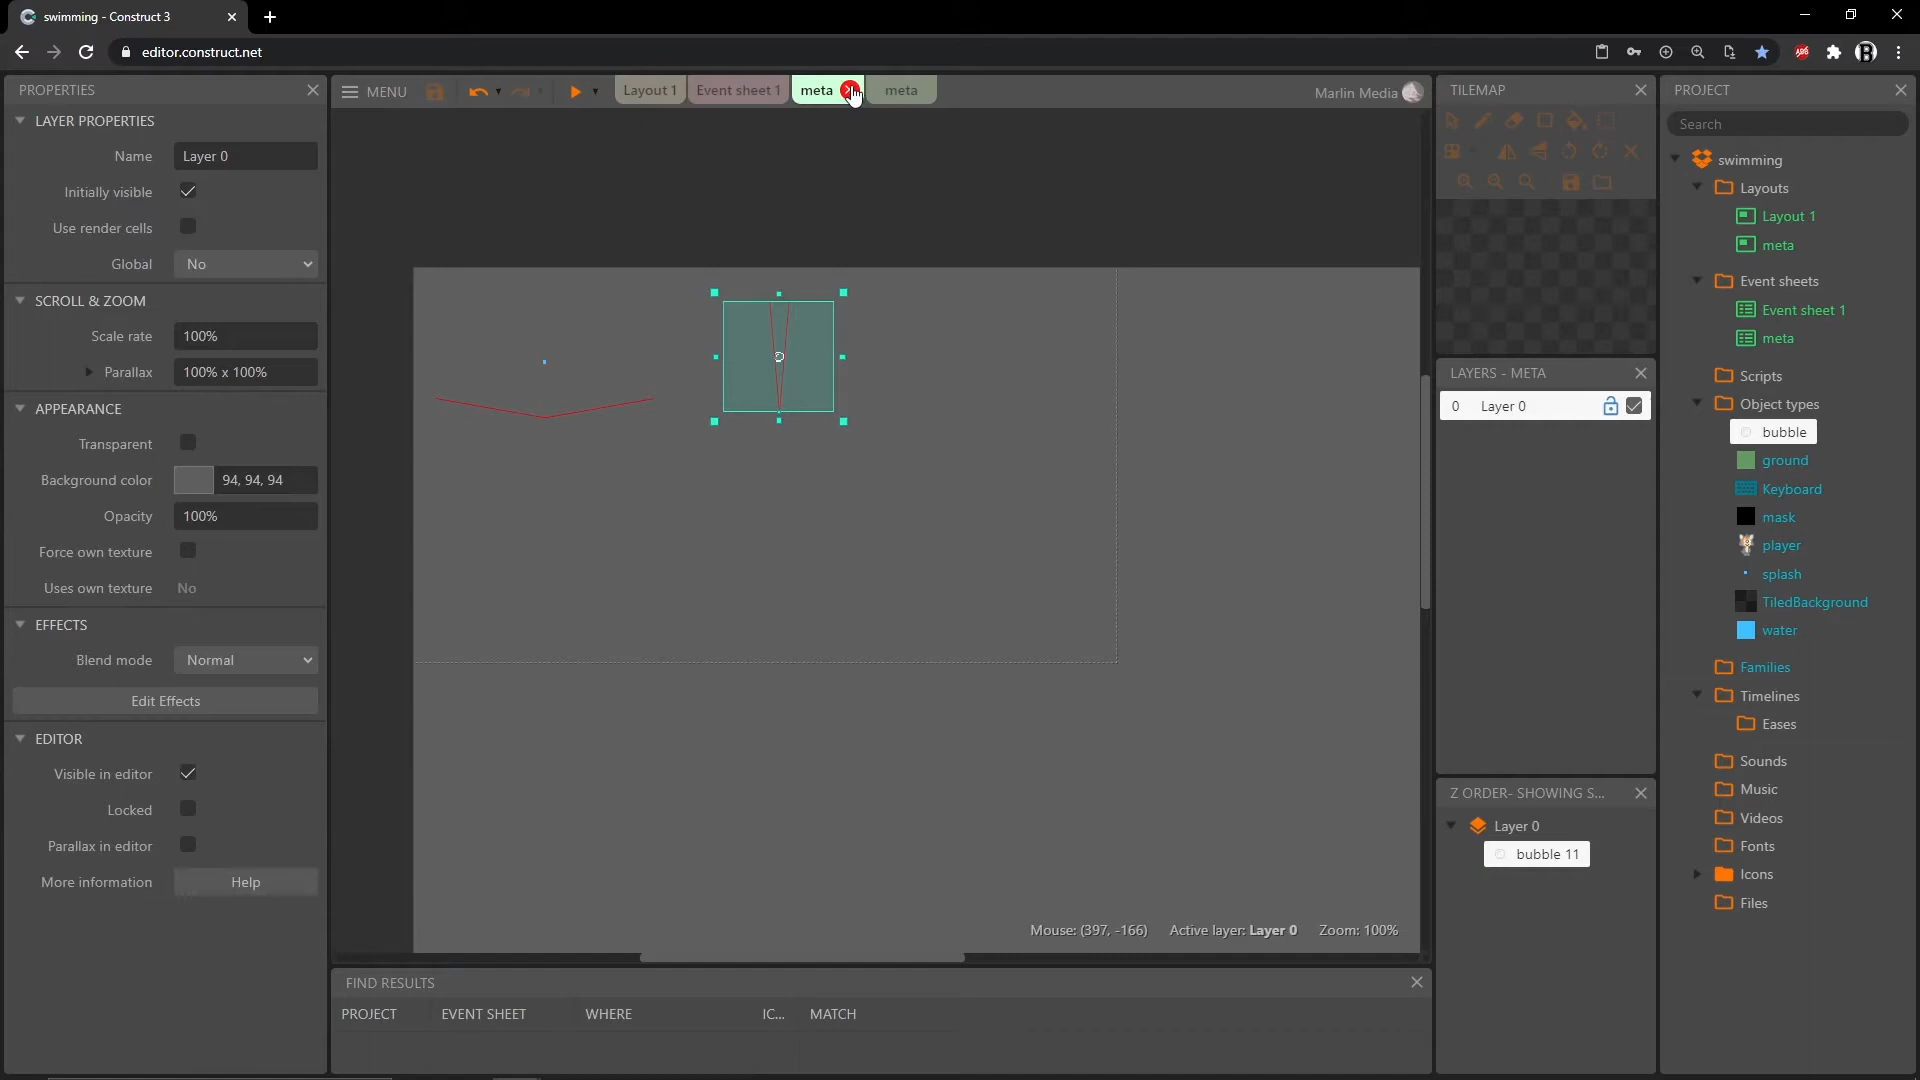 swimming - Construct 3
editor.construct.net
PROPERTIES
LAYER PROPERTIES
Name Layer 0
Initially visible
Use render cells
Global No
SCROLL & ZOOM
Scale rate 100%
Parallax 100% x 100%
APPEARANCE
Transparent
Background color 94, 94, 94
Opacity 100%
Force own texture
Uses own texture No
EFFECTS
Blend mode Normal
Edit Effects
EDITOR
Visible in editor
Locked
Parallax in editor
More information Help
MENU
Layout 1
Event sheet 1
meta
meta
Marlin Media
Mouse: (397, -166) Active layer: Layer 0 Zoom: 100%
FIND RESULTS
PROJECT EVENT SHEET WHERE IC... MATCH
TILEMAP
LAYERS - META
0 Layer 0
Z ORDER- SHOWING S...
Layer 0
bubble 11
PROJECT
Search
swimming
Layouts
Layout 1
meta
Event sheets
Event sheet 1
meta
Scripts
Object types
bubble
ground
Keyboard
mask
player
splash
TiledBackground
water
Families
Timelines
Eases
Sounds
Music
Videos
Fonts
Icons
Files